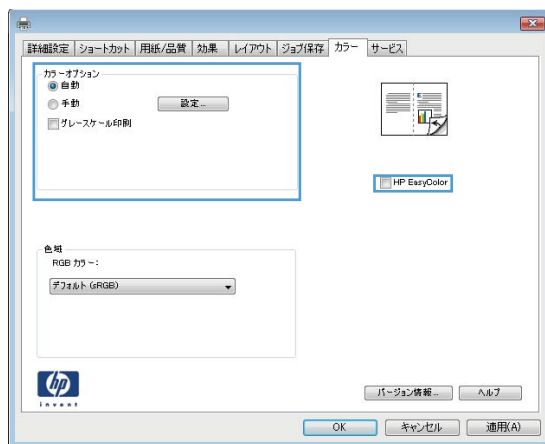 詳細設定 ショートカット 用紙/品質 効果 レイアウト ジョブ保存 カラー サービス
カラーオプション
自動
手動 設定...
グレースケール印刷
HP EasyColor
色域
RGB カラー:
デフォルト (sRGB)
hp
invent
バージョン情報... ヘルプ
OK キャンセル 適用(A)